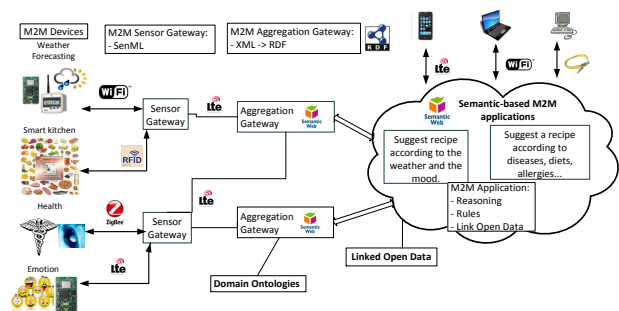 M2M Devices
Weather
Forecasting
M2M Sensor Gateway:
- SenML
M2M Aggregation Gateway:
- XML -> RDF
RDF
WiFi
Lte
Lte
WiFi
Sensor
Gateway
Aggregation
Gateway
Semantic
Web
Semantic
Web
Semantic-based M2M
applications
Suggest recipe
according to the
weather and the
mood.
Suggest a recipe
according to
diseases, diets,
allergies...
Smart kitchen
RFID
M2M Application:
- Reasoning
- Rules
- Link Open Data
Health
ZigBee
Lte
Sensor
Gateway
Aggregation
Gateway
Semantic
Web
Linked Open Data
Emotion
Lte
Domain Ontologies